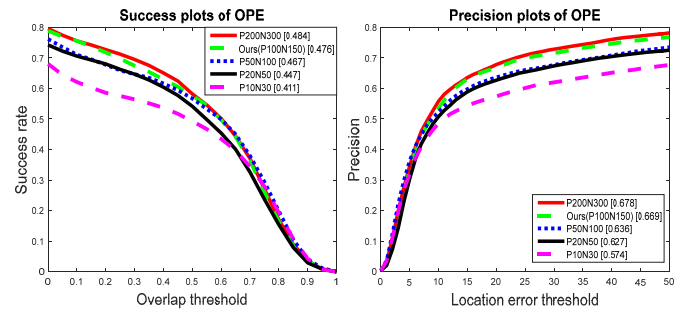 Success plots of OPE
Success rate
0.8
0.7
0.6
0.5
0.4
0.3
0.2
0.1
0
P200N300 [0.484]
Ours(P100N150) [0.476]
P50N100 [0.467]
P20N50 [0.447]
P10N30 [0.411]
0 0.1 0.2 0.3 0.4 0.5 0.6 0.7 0.8 0.9 1
Overlap threshold
Precision plots of OPE
Precision
0.8
0.7
0.6
0.5
0.4
0.3
0.2
0.1
0
P200N300 [0.678]
Ours(P100N150) [0.669]
P50N100 [0.636]
P20N50 [0.627]
P10N30 [0.574]
0 5 10 15 20 25 30 35 40 45 50
Location error threshold